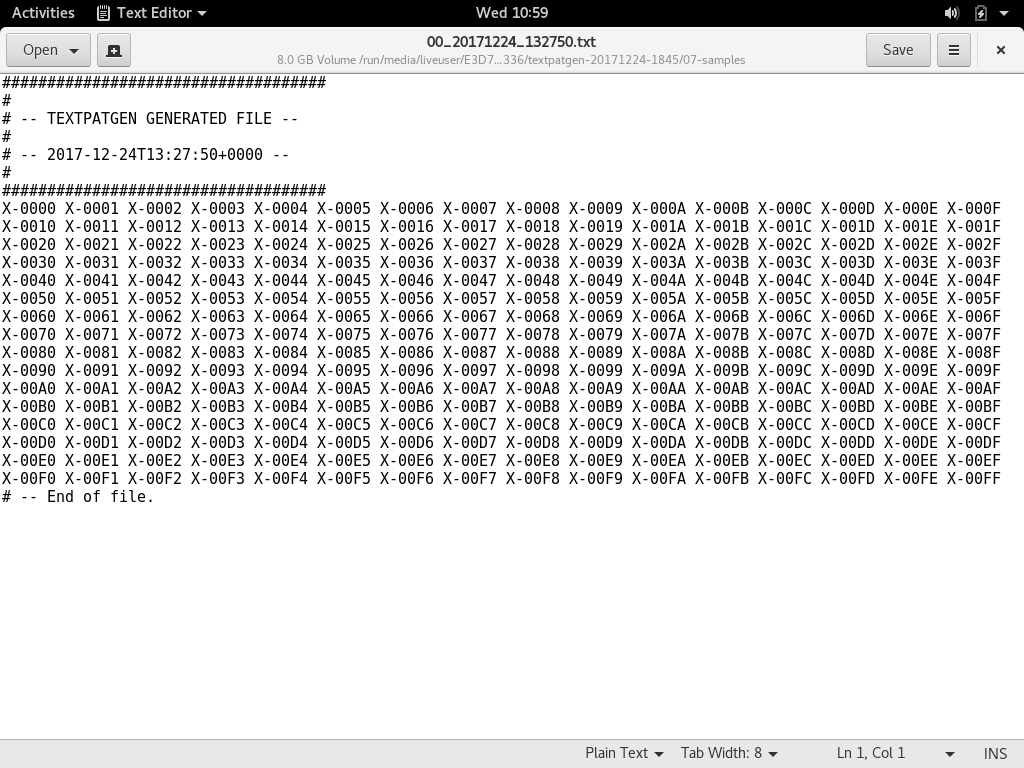 Activities Text Editor Wed 10:59
Open 00_20171224_132750.txt Save
8.0 GB Volume /run/media/liveuser/E3D7...336/textpatgen-20171224-1845/07-samples
####################################
#
# -- TEXTPATGEN GENERATED FILE --
#
# -- 2017-12-24T13:27:50+0000 --
#
####################################
X-0000 X-0001 X-0002 X-0003 X-0004 X-0005 X-0006 X-0007 X-0008 X-0009 X-000A X-000B X-000C X-000D X-000E X-000F
X-0010 X-0011 X-0012 X-0013 X-0014 X-0015 X-0016 X-0017 X-0018 X-0019 X-001A X-001B X-001C X-001D X-001E X-001F
X-0020 X-0021 X-0022 X-0023 X-0024 X-0025 X-0026 X-0027 X-0028 X-0029 X-002A X-002B X-002C X-002D X-002E X-002F
X-0030 X-0031 X-0032 X-0033 X-0034 X-0035 X-0036 X-0037 X-0038 X-0039 X-003A X-003B X-003C X-003D X-003E X-003F
X-0040 X-0041 X-0042 X-0043 X-0044 X-0045 X-0046 X-0047 X-0048 X-0049 X-004A X-004B X-004C X-004D X-004E X-004F
X-0050 X-0051 X-0052 X-0053 X-0054 X-0055 X-0056 X-0057 X-0058 X-0059 X-005A X-005B X-005C X-005D X-005E X-005F
X-0060 X-0061 X-0062 X-0063 X-0064 X-0065 X-0066 X-0067 X-0068 X-0069 X-006A X-006B X-006C X-006D X-006E X-006F
X-0070 X-0071 X-0072 X-0073 X-0074 X-0075 X-0076 X-0077 X-0078 X-0079 X-007A X-007B X-007C X-007D X-007E X-007F
X-0080 X-0081 X-0082 X-0083 X-0084 X-0085 X-0086 X-0087 X-0088 X-0089 X-008A X-008B X-008C X-008D X-008E X-008F
X-0090 X-0091 X-0092 X-0093 X-0094 X-0095 X-0096 X-0097 X-0098 X-0099 X-009A X-009B X-009C X-009D X-009E X-009F
X-00A0 X-00A1 X-00A2 X-00A3 X-00A4 X-00A5 X-00A6 X-00A7 X-00A8 X-00A9 X-00AA X-00AB X-00AC X-00AD X-00AE X-00AF
X-00B0 X-00B1 X-00B2 X-00B3 X-00B4 X-00B5 X-00B6 X-00B7 X-00B8 X-00B9 X-00BA X-00BB X-00BC X-00BD X-00BE X-00BF
X-00C0 X-00C1 X-00C2 X-00C3 X-00C4 X-00C5 X-00C6 X-00C7 X-00C8 X-00C9 X-00CA X-00CB X-00CC X-00CD X-00CE X-00CF
X-00D0 X-00D1 X-00D2 X-00D3 X-00D4 X-00D5 X-00D6 X-00D7 X-00D8 X-00D9 X-00DA X-00DB X-00DC X-00DD X-00DE X-00DF
X-00E0 X-00E1 X-00E2 X-00E3 X-00E4 X-00E5 X-00E6 X-00E7 X-00E8 X-00E9 X-00EA X-00EB X-00EC X-00ED X-00EE X-00EF
X-00F0 X-00F1 X-00F2 X-00F3 X-00F4 X-00F5 X-00F6 X-00F7 X-00F8 X-00F9 X-00FA X-00FB X-00FC X-00FD X-00FE X-00FF
# -- End of file.
Plain Text Tab Width: 8 Ln 1, Col 1 INS